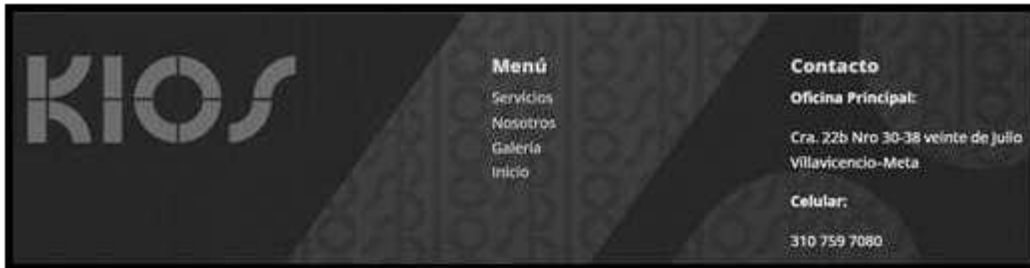 KIOS
Menú
Servicios
Nosotros
Galería
Inicio
Contacto
Oficina Principal:
Cra. 22b Nro 30-38 veinte de Julio
Villavicencio-Meta
Celular:
310 759 7080